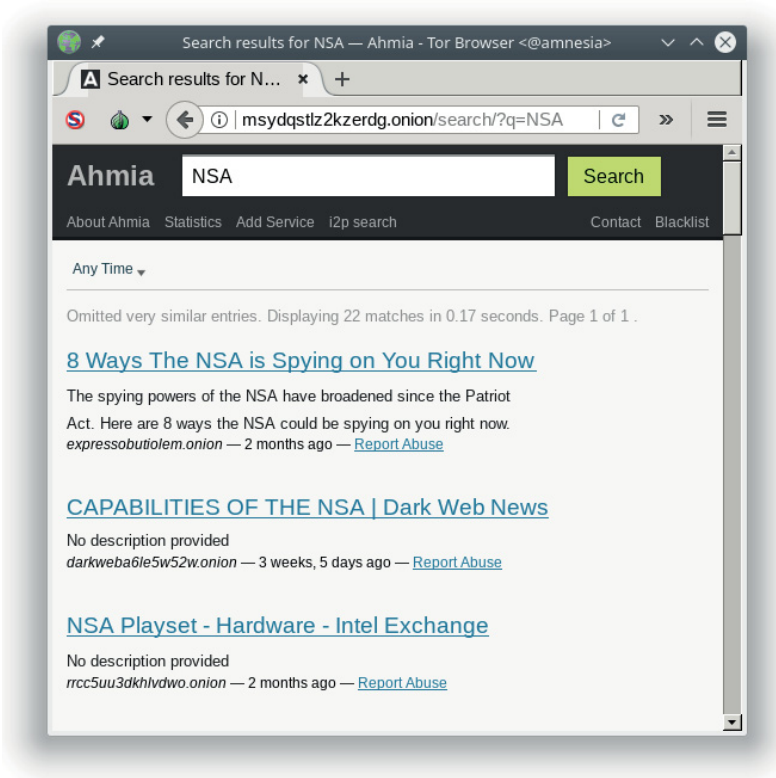 Search results for NSA — Ahmia - Tor Browser <@amnesia>
A Search results for N… × +
S msydqstlz2kzerdg.onion/search/?q=NSA »
Ahmia NSA Search
About Ahmia Statistics Add Service i2p search Contact Blacklist
Any Time
Omitted very similar entries. Displaying 22 matches in 0.17 seconds. Page 1 of 1 .
8 Ways The NSA is Spying on You Right Now
The spying powers of the NSA have broadened since the Patriot
Act. Here are 8 ways the NSA could be spying on you right now.
expressobutiolem.onion — 2 months ago — Report Abuse
CAPABILITIES OF THE NSA | Dark Web News
No description provided
darkweba6le5w52w.onion — 3 weeks, 5 days ago — Report Abuse
NSA Playset - Hardware - Intel Exchange
No description provided
rrcc5uu3dkhlvdwo.onion — 2 months ago — Report Abuse